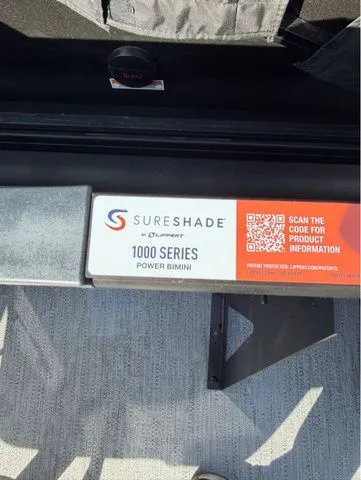 SURESHADE
BY LIPPERT
1000 SERIES
POWER BIMINI
SCAN THE
CODE FOR
PRODUCT
INFORMATION
PATENT PROTECTED: LIPPERT.COM/PATENTS